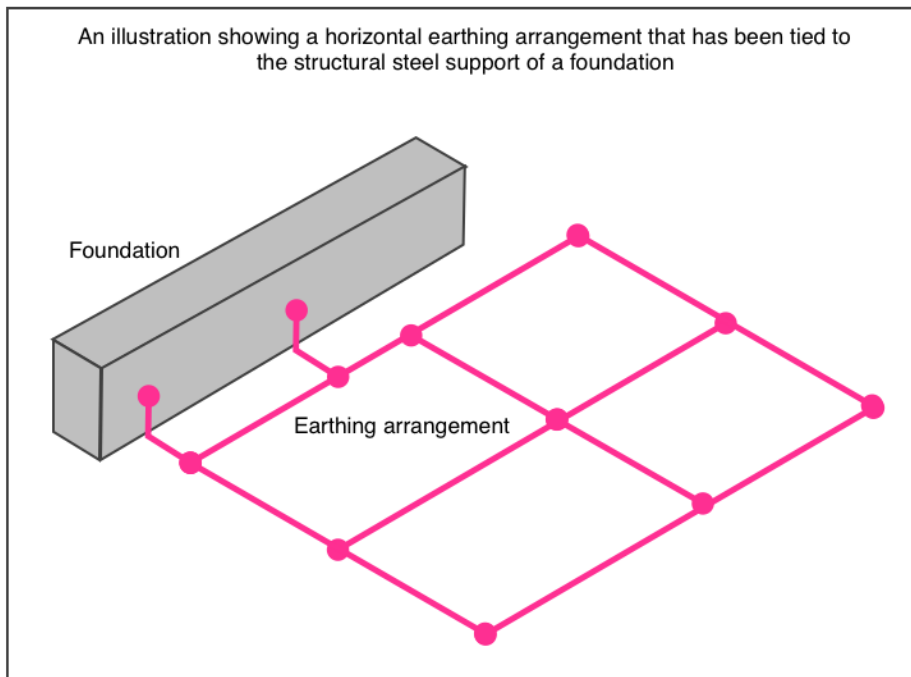 An illustration showing a horizontal earthing arrangement that has been tied to
the structural steel support of a foundation
Foundation
Earthing arrangement